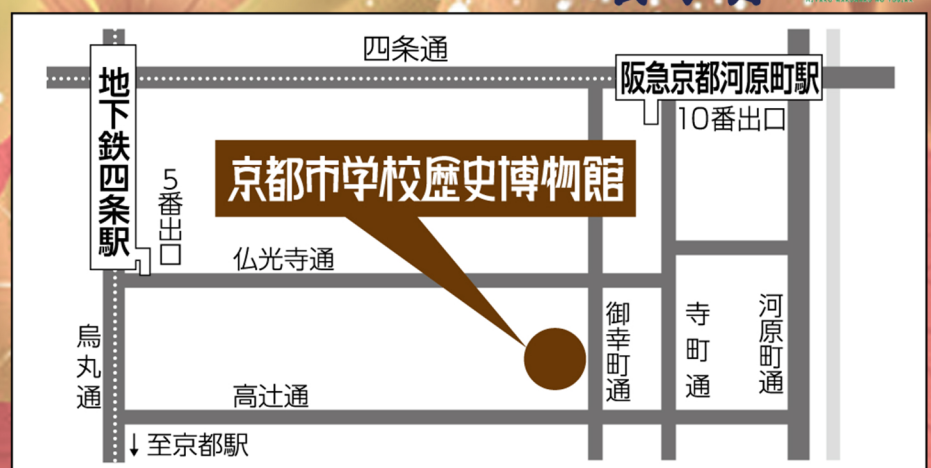 四条通
地下鉄四条駅
阪急京都河原町駅
10番出口
5番出口
京都市学校歴史博物館
仏光寺通
烏丸通
御幸町通
寺町通
河原町通
高辻通
↓至京都駅